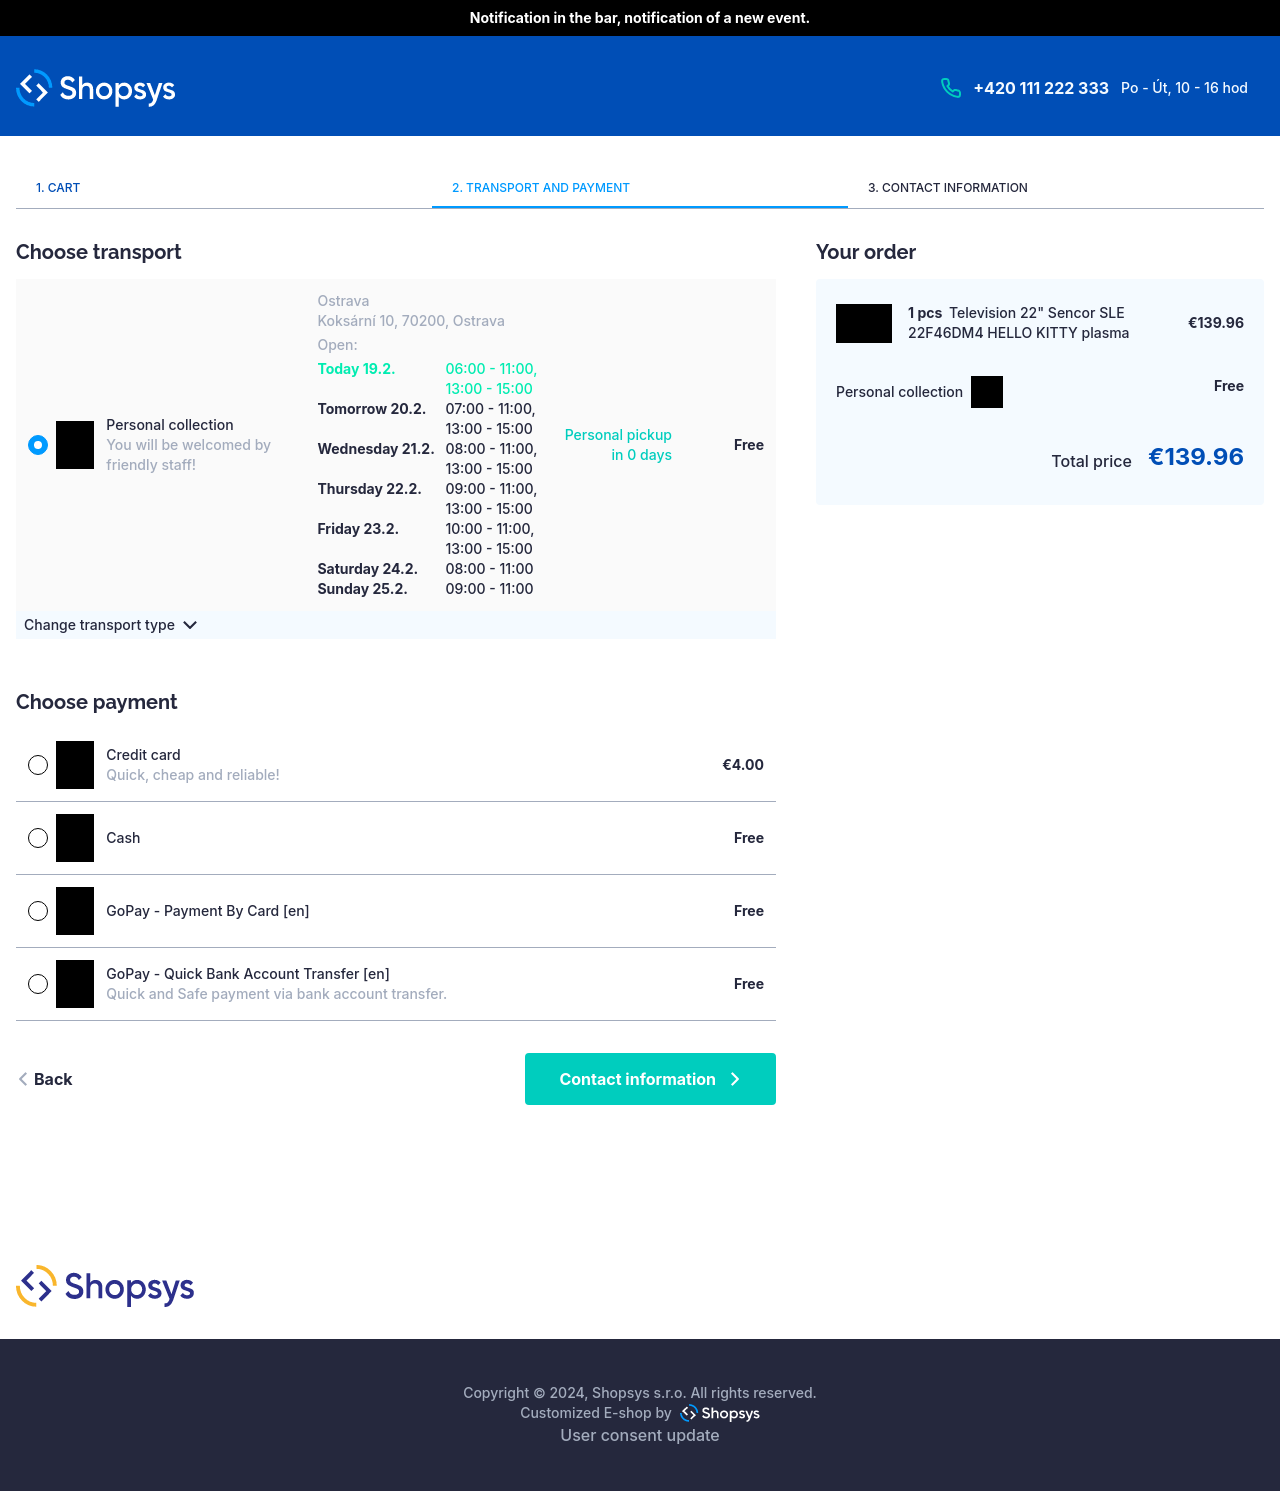 Notification in the bar, notification of a new event.
Shopsys
+420 111 222 333 Po - Út, 10 - 16 hod
1. CART
2. TRANSPORT AND PAYMENT
3. CONTACT INFORMATION
Choose transport
Personal collection
You will be welcomed by
friendly staff!
Ostrava
Koksární 10, 70200, Ostrava
Open:
Today 19.2. 06:00 - 11:00,
13:00 - 15:00
Tomorrow 20.2. 07:00 - 11:00,
13:00 - 15:00
Wednesday 21.2. 08:00 - 11:00,
13:00 - 15:00
Thursday 22.2. 09:00 - 11:00,
13:00 - 15:00
Friday 23.2. 10:00 - 11:00,
13:00 - 15:00
Saturday 24.2. 08:00 - 11:00
Sunday 25.2. 09:00 - 11:00
Personal pickup
in 0 days
Free
Change transport type
Your order
1 pcs Television 22" Sencor SLE
22F46DM4 HELLO KITTY plasma
€139.96
Personal collection
Free
Total price €139.96
Choose payment
Credit card
Quick, cheap and reliable!
€4.00
Cash
Free
GoPay - Payment By Card [en]
Free
GoPay - Quick Bank Account Transfer [en]
Quick and Safe payment via bank account transfer.
Free
Back
Contact information
Shopsys
Copyright © 2024, Shopsys s.r.o. All rights reserved.
Customized E-shop by Shopsys
User consent update